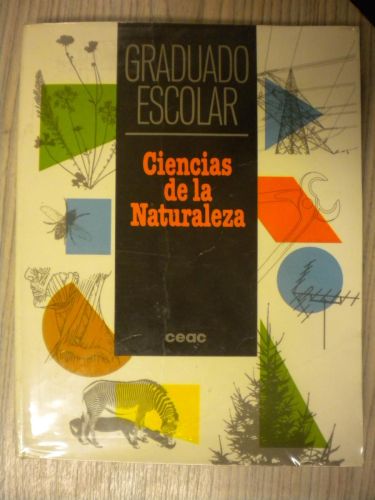 GRADUADO
ESCOLAR
Ciencias
de la
Naturaleza
ceac